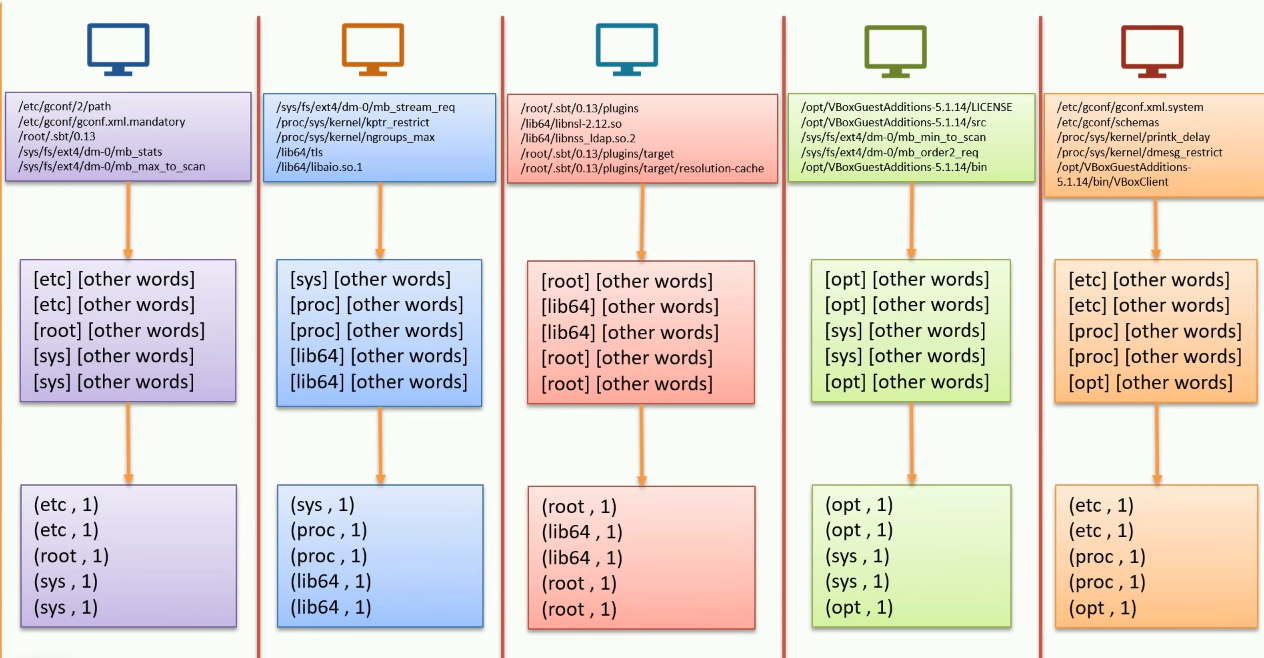 /etc/gconf/2/path
/etc/gconf/gconf.xml.mandatory
/root/.sbt/0.13
/sys/fs/ext4/dm-0/mb_stats
/sys/fs/ext4/dm-0/mb_max_to_scan
[etc] [other words]
[etc] [other words]
[root] [other words]
[sys] [other words]
[sys] [other words]
(etc , 1)
(etc , 1)
(root , 1)
(sys , 1)
(sys , 1)
/sys/fs/ext4/dm-0/mb_stream_req
/proc/sys/kernel/kptr_restrict
/proc/sys/kernel/ngroups_max
/lib64/tls
/lib64/libaio.so.1
[sys] [other words]
[proc] [other words]
[proc] [other words]
[lib64] [other words]
[lib64] [other words]
(sys , 1)
(proc , 1)
(proc , 1)
(lib64 , 1)
(lib64 , 1)
/root/.sbt/0.13/plugins
/lib64/libnsl-2.12.so
/lib64/libnss_ldap.so.2
/root/.sbt/0.13/plugins/target
/root/.sbt/0.13/plugins/target/resolution-cache
[root] [other words]
[lib64] [other words]
[lib64] [other words]
[root] [other words]
[root] [other words]
(root , 1)
(lib64 , 1)
(lib64 , 1)
(root , 1)
(root , 1)
/opt/VBoxGuestAdditions-5.1.14/LICENSE
/opt/VBoxGuestAdditions-5.1.14/src
/sys/fs/ext4/dm-0/mb_min_to_scan
/sys/fs/ext4/dm-0/mb_order2_req
/opt/VBoxGuestAdditions-5.1.14/bin
[opt] [other words]
[opt] [other words]
[sys] [other words]
[sys] [other words]
[opt] [other words]
(opt , 1)
(opt , 1)
(sys , 1)
(sys , 1)
(opt , 1)
/etc/gconf/gconf.xml.system
/etc/gconf/schemas
/proc/sys/kernel/printk_delay
/proc/sys/kernel/dmesg_restrict
/opt/VBoxGuestAdditions-
5.1.14/bin/VBoxClient
[etc] [other words]
[etc] [other words]
[proc] [other words]
[proc] [other words]
[opt] [other words]
(etc , 1)
(etc , 1)
(proc , 1)
(proc , 1)
(opt , 1)